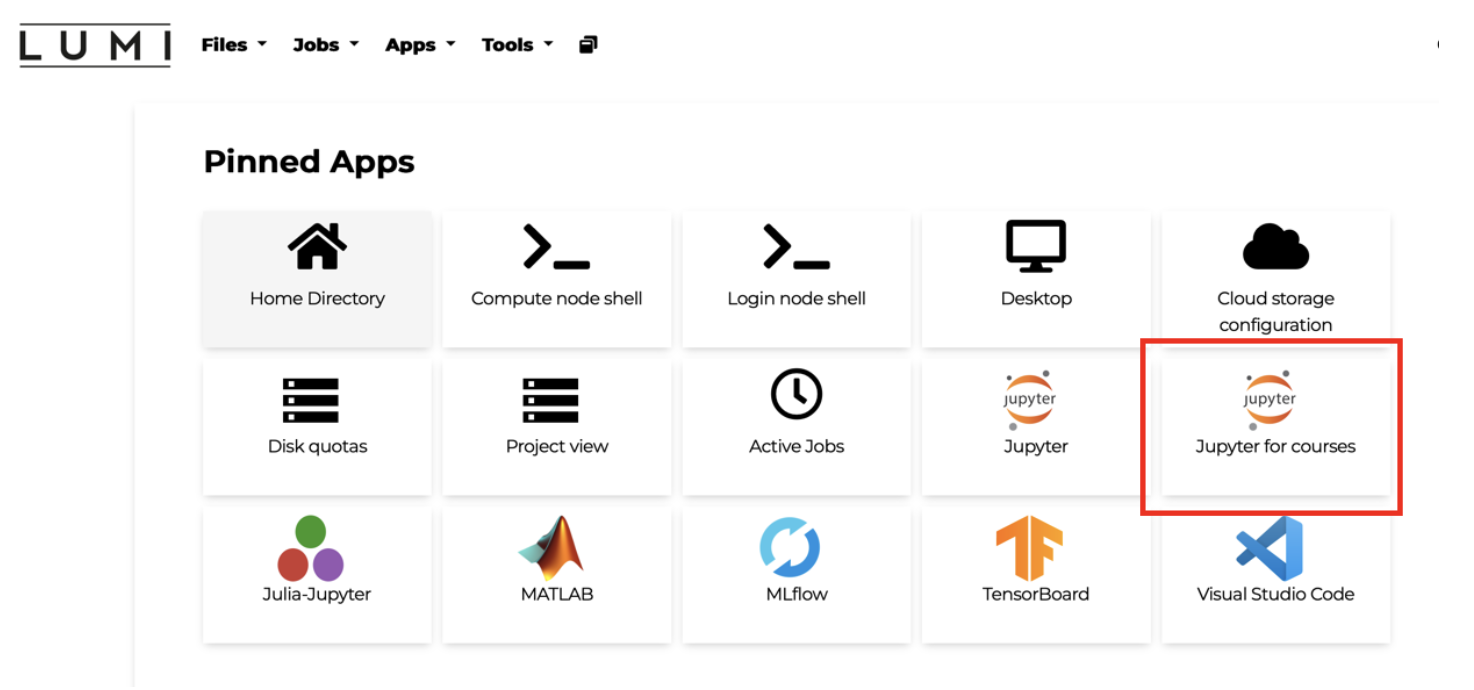 LUMI Files Jobs Apps Tools
Pinned Apps
Home Directory
Compute node shell
Login node shell
Desktop
Cloud storage
configuration
Disk quotas
Project view
Active Jobs
jupyter
Jupyter
jupyter
Jupyter for courses
Julia-Jupyter
MATLAB
MLflow
TensorBoard
Visual Studio Code